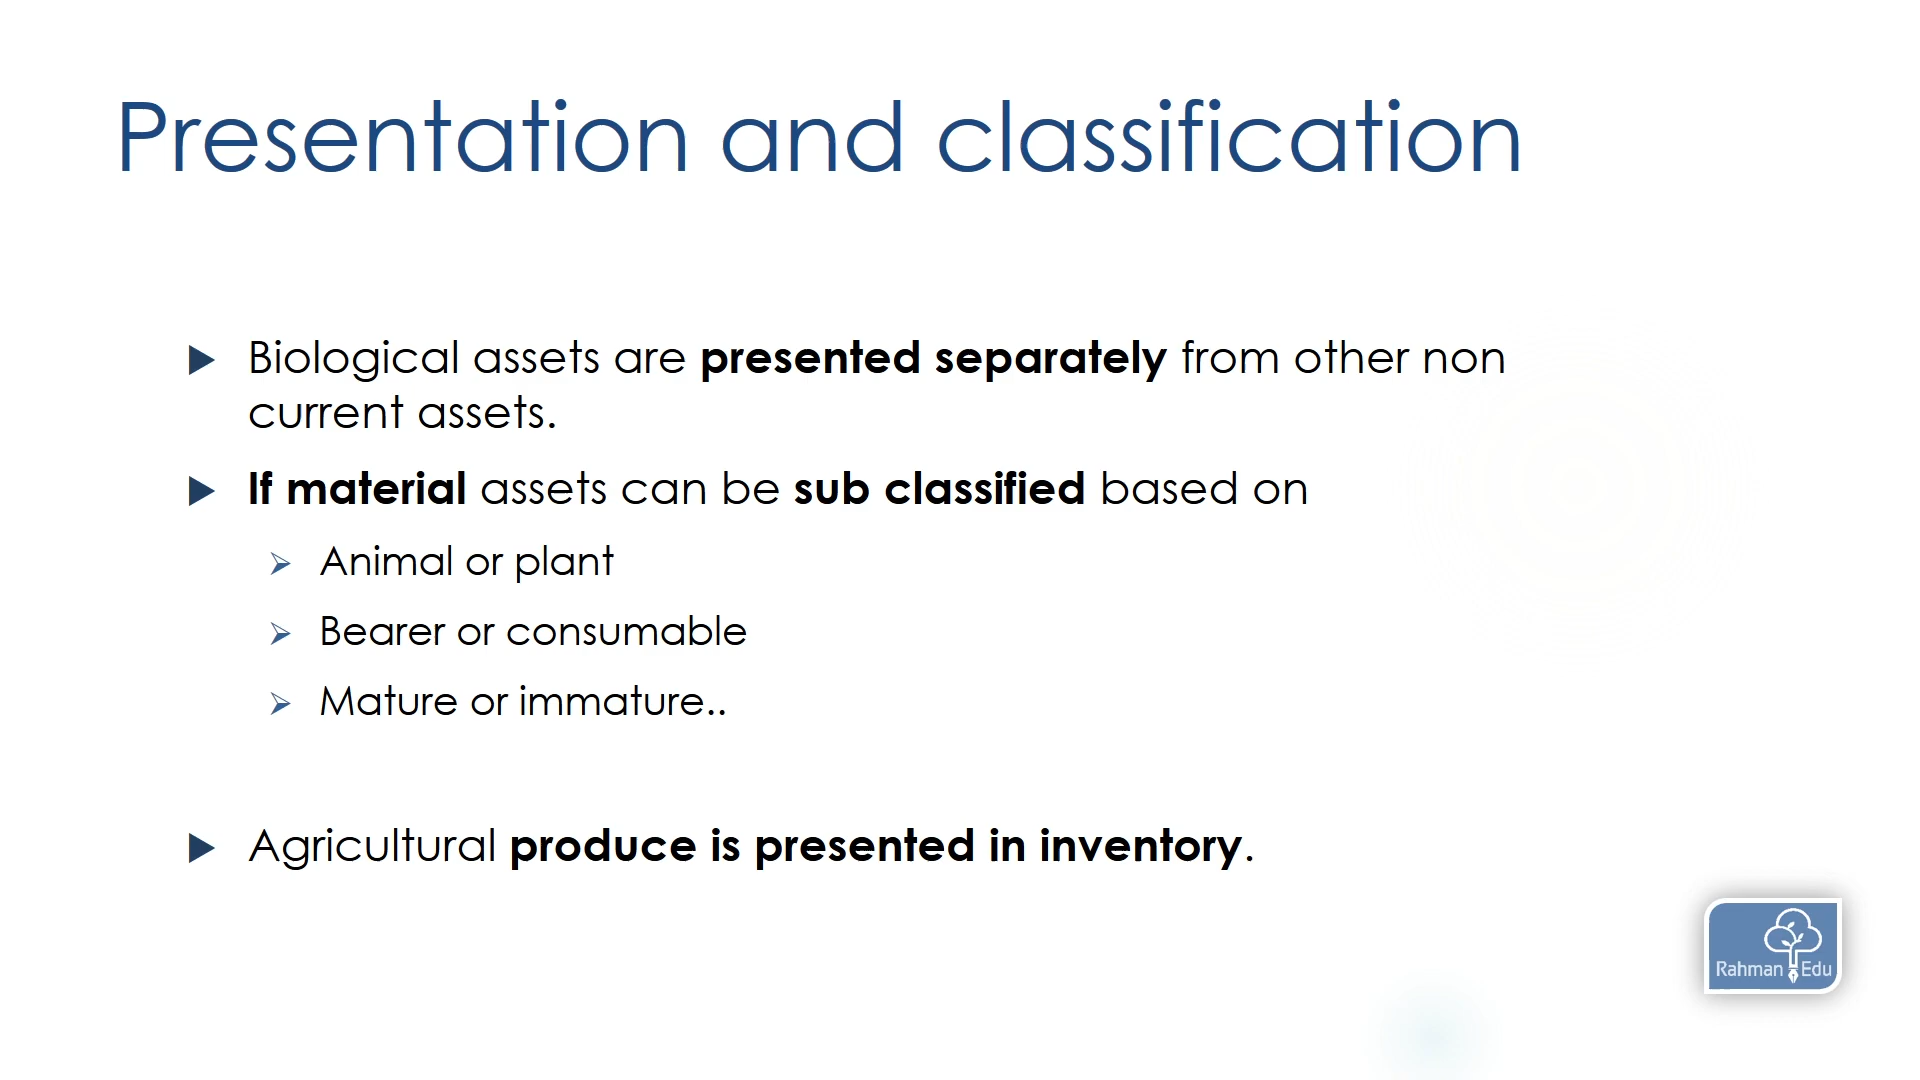 Presentation and classification
Biological assets are presented separately from other non
current assets.
If material assets can be sub classified based on
Animal or plant
Bearer or consumable
Mature or immature..
Agricultural produce is presented in inventory.
Rahman Edu